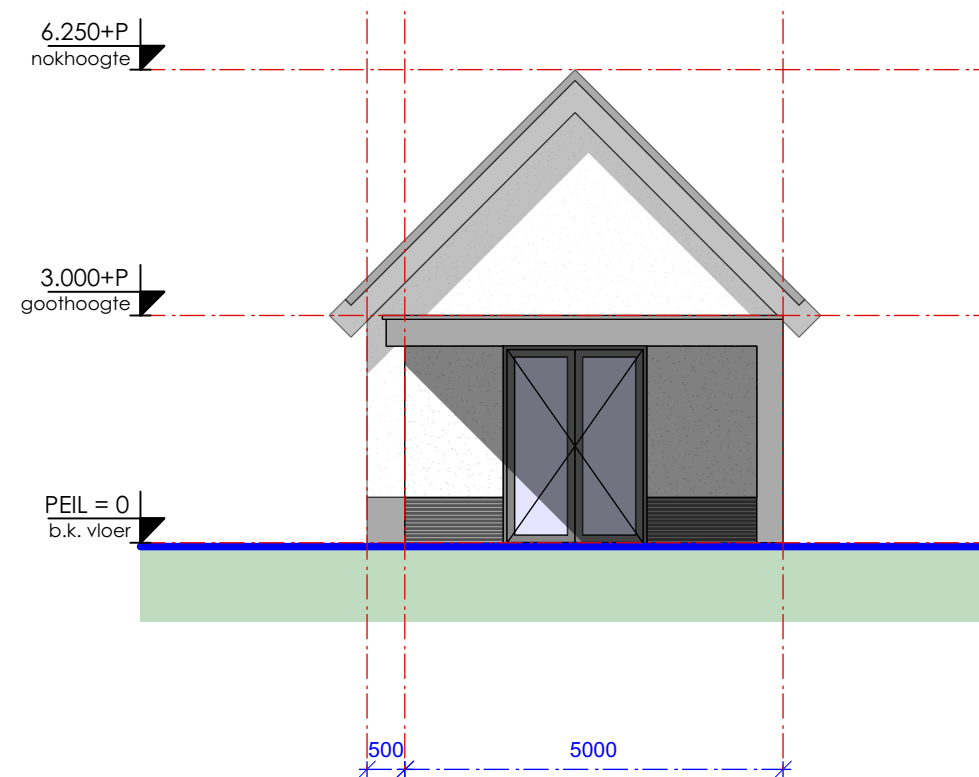 6.250+P
nokhoogte
3.000+P
goothoogte
PEIL = 0
b.k. vloer
500 5000